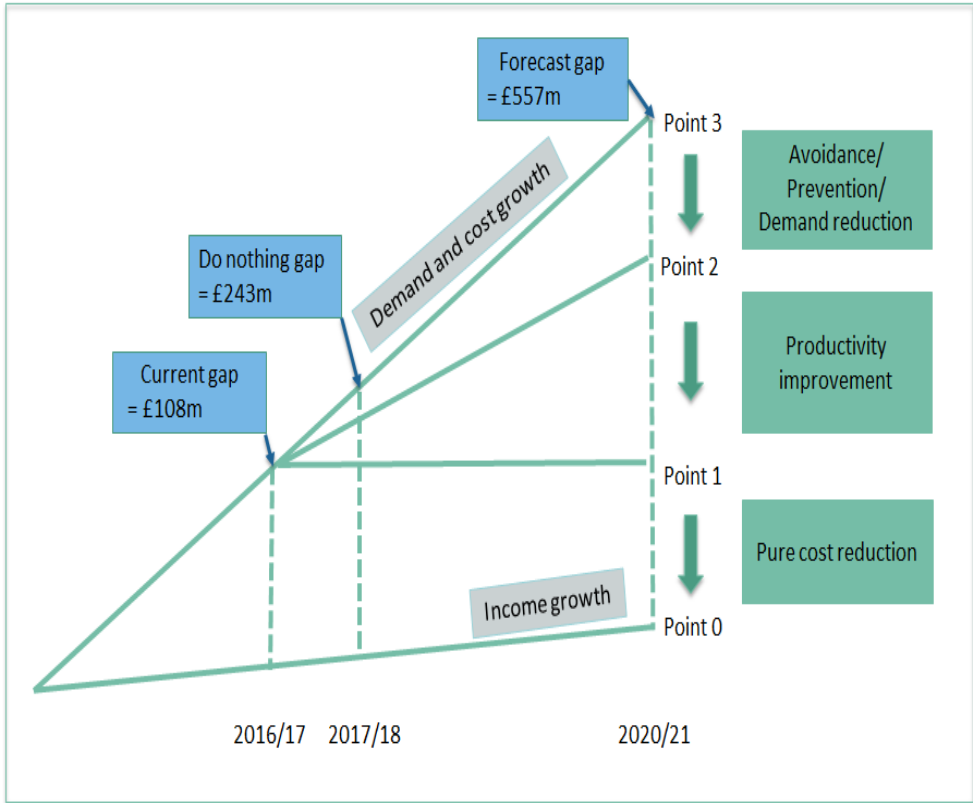 Forecast gap
= £557m
Point 3
Avoidance/
Prevention/
Demand reduction
Demand and cost growth
Do nothing gap
= £243m
Point 2
Productivity
improvement
Current gap
= £108m
Point 1
Pure cost reduction
Income growth
Point 0
2016/17
2017/18
2020/21